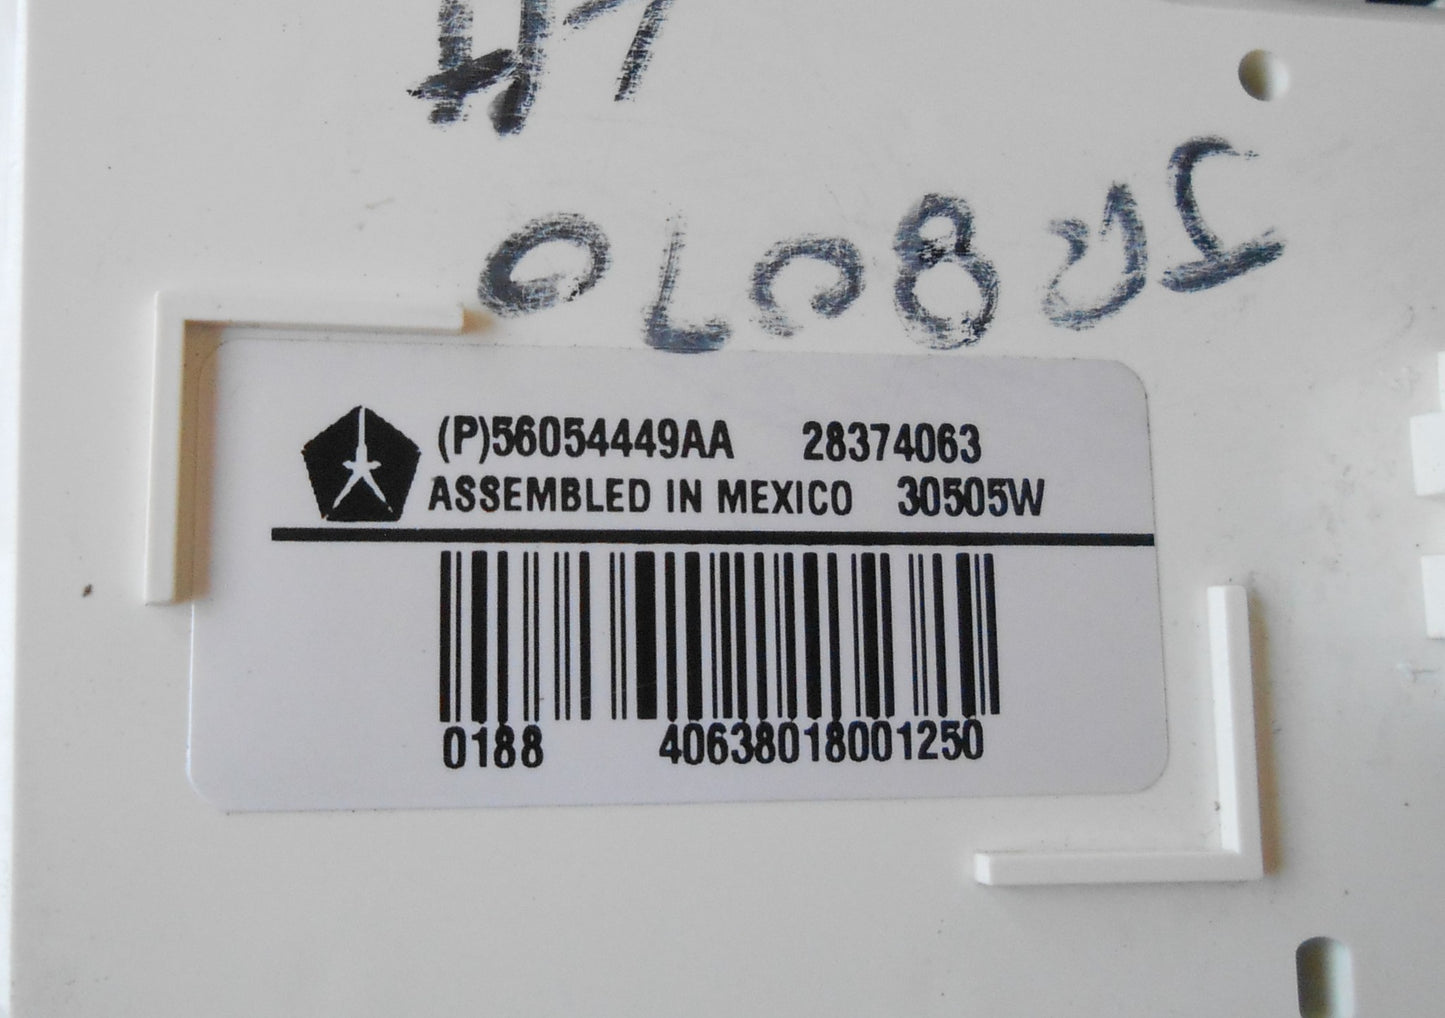 (P)56054449AA 28374063
ASSEMBLED IN MEXICO 30505W
0188 40638018001250